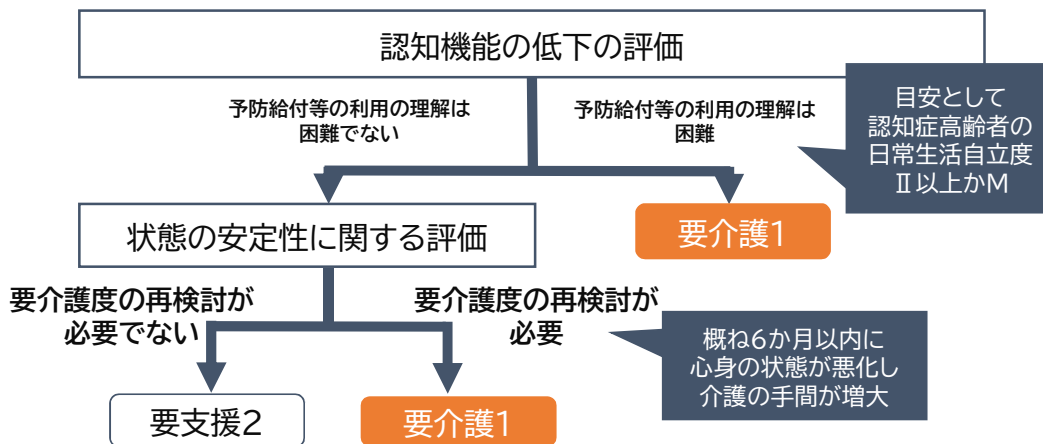 認知機能の低下の評価
予防給付等の利用の理解は
困難でない
予防給付等の利用の理解は
困難
目安として
認知症高齢者の
日常生活自立度
Ⅱ以上かM
状態の安定性に関する評価
要介護1
要介護度の再検討が
必要でない
要介護度の再検討が
必要
概ね6か月以内に
心身の状態が悪化し
介護の手間が増大
要支援2
要介護1